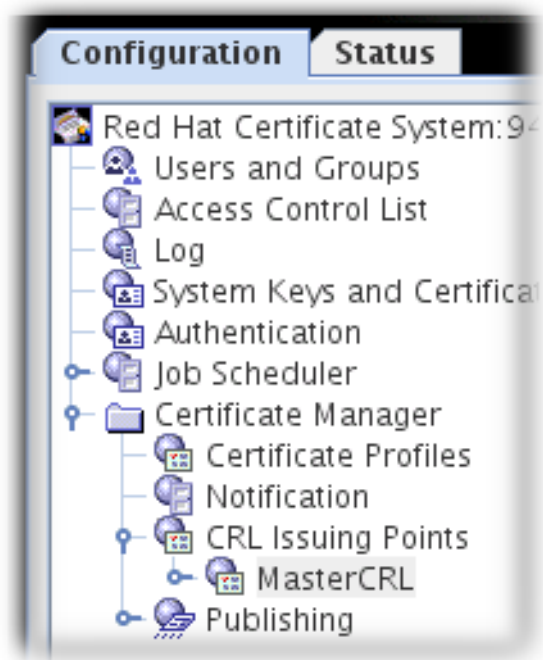 Configuration Status
Red Hat Certificate System:94
Users and Groups
Access Control List
Log
System Keys and Certificat
Authentication
Job Scheduler
Certificate Manager
Certificate Profiles
Notification
CRL Issuing Points
MasterCRL
Publishing